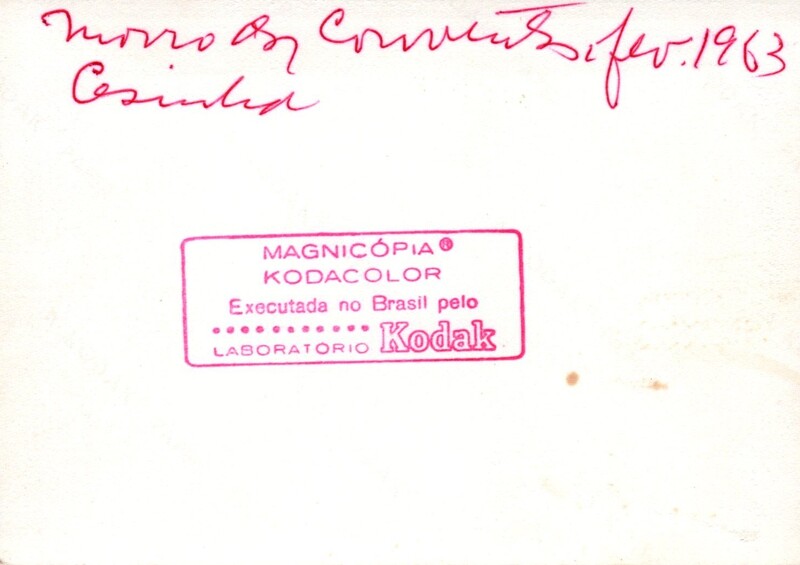 Morro dos Conventos, fev. 1963
MAGNICÓPIA®
KODACOLOR
Executada no Brasil pelo
LABORATÓRIO Kodak